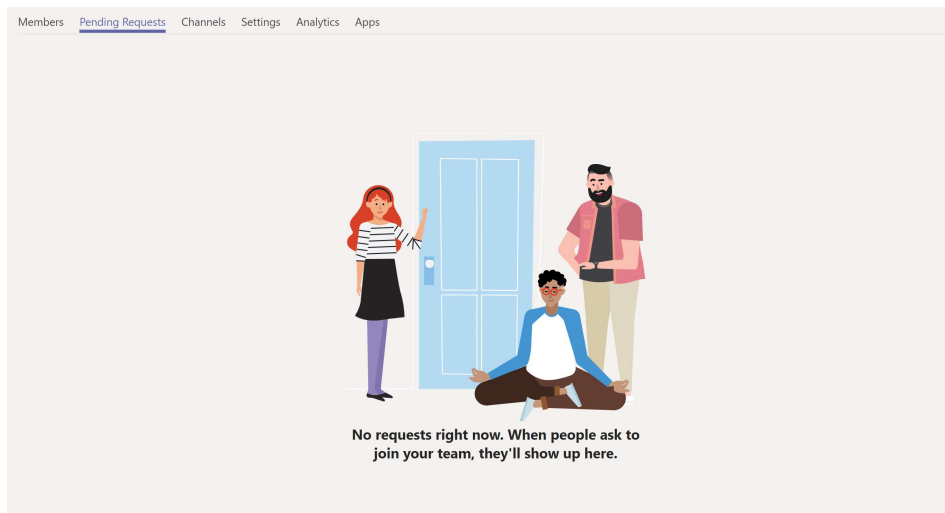 Members Pending Requests Channels Settings Analytics Apps
No requests right now. When people ask to
join your team, they'll show up here.